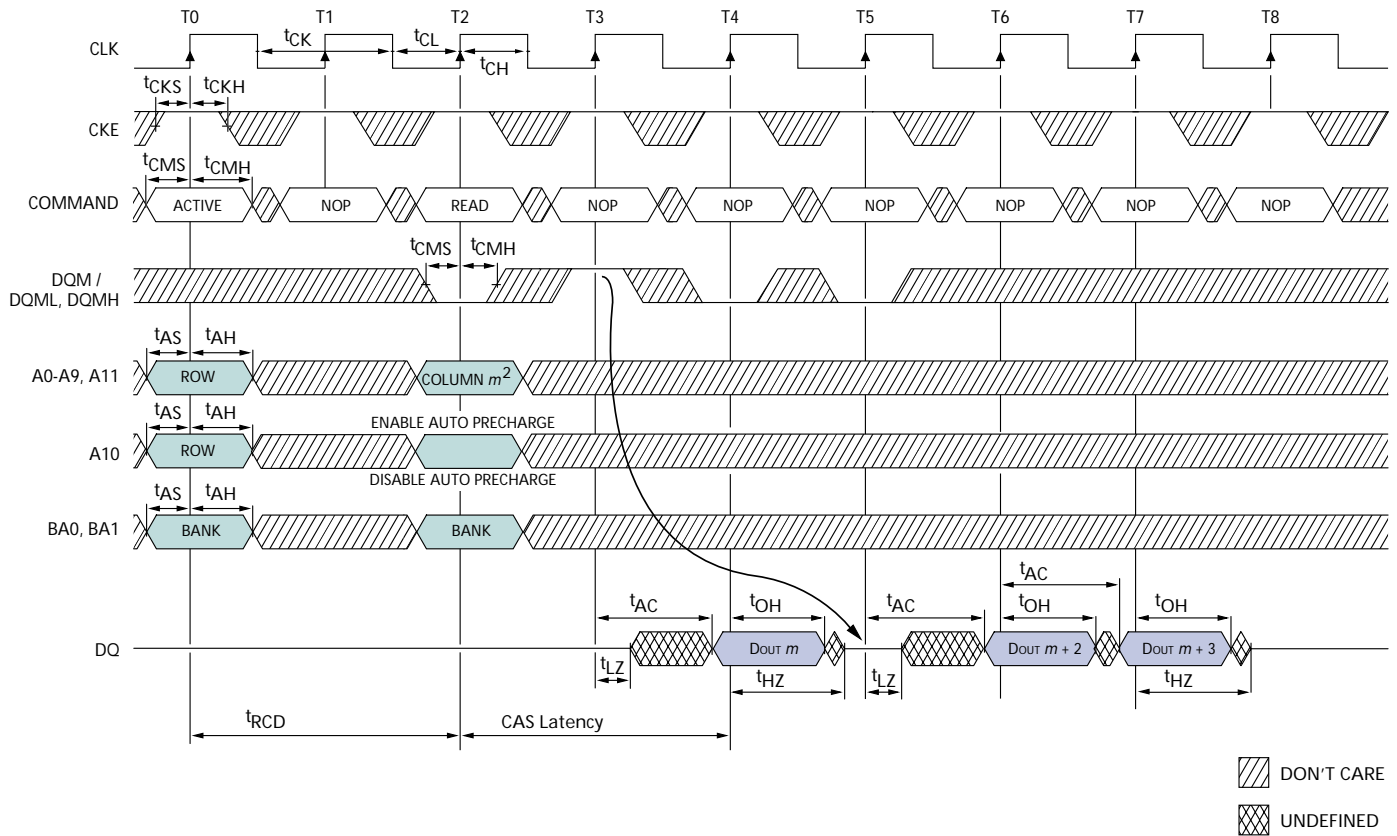 T0 T1 T2 T3 T4 T5 T6 T7 T8
CLK
tCK tCL
tCH
tCKS tCKH
CKE
tCMS tCMH
COMMAND ACTIVE NOP READ NOP NOP NOP NOP NOP NOP
tCMS tCMH
DQM /
DQML, DQMH
tAS tAH
A0-A9, A11 ROW COLUMN m2
ENABLE AUTO PRECHARGE
tAS tAH
A10 ROW
DISABLE AUTO PRECHARGE
tAS tAH
BA0, BA1 BANK BANK
tAC
tAC tOH tAC tOH tOH
DQ DOUT m DOUT m + 2 DOUT m + 3
tLZ tHZ tLZ tHZ
tRCD CAS Latency
DON'T CARE
UNDEFINED